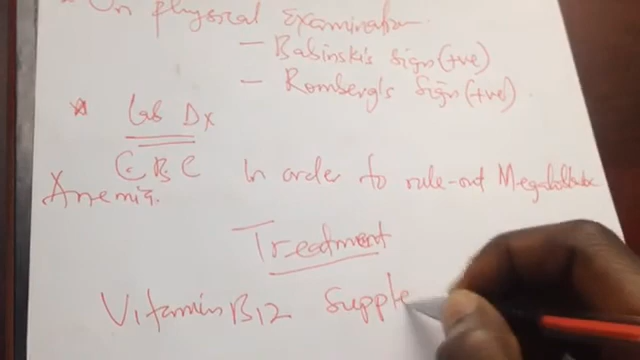 * On physical Examination.
- Babinski's sign (+ve)
- Romberg's Sign (+ve)
* Lab Dx
CBC In order to rule-out Megaloblastic
Anemia.
Treatment
Vitamin B12 Supple